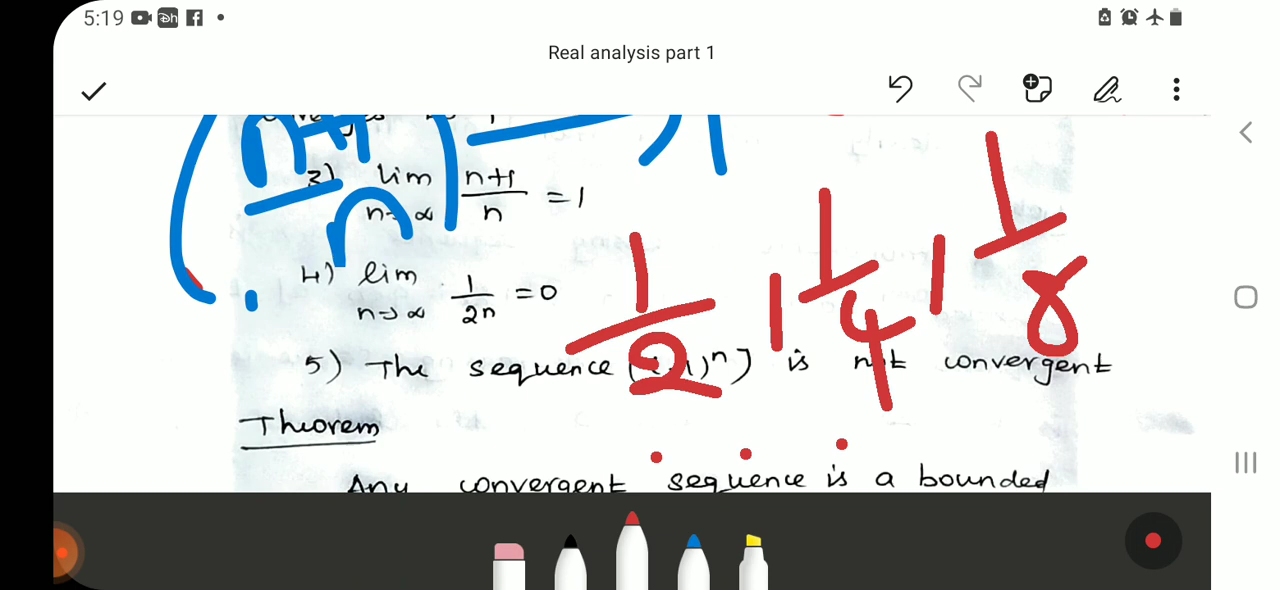 5:19
Real analysis part 1
n+1
n
3) lim n→∞ n+1/n = 1
4) lim n→∞ 1/2n = 0
1/2, 1/4, 1/8
5) The sequence is not convergent
Theorem
Any convergent sequence is a bounded